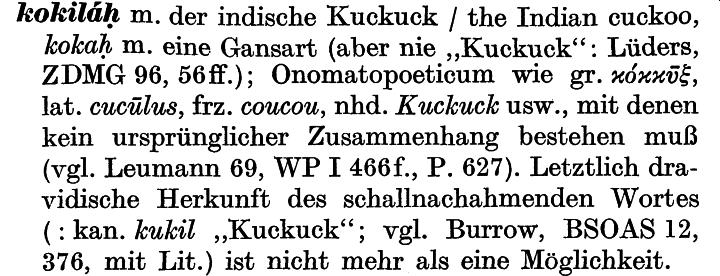 kokiláḥ m. der indische Kuckuck / the Indian cuckoo,
kokaḥ m. eine Gansart (aber nie „Kuckuck“: Lüders,
ZDMG 96, 56ff.); Onomatopoeticum wie gr. κόκκῡξ,
lat. cucūlus, frz. coucou, nhd. Kuckuck usw., mit denen
kein ursprünglicher Zusammenhang bestehen muß
(vgl. Leumann 69, WP I 466f., P. 627). Letztlich dra-
vidische Herkunft des schallnachahmenden Wortes
(: kan. kukil „Kuckuck“; vgl. Burrow, BSOAS 12,
376, mit Lit.) ist nicht mehr als eine Möglichkeit.